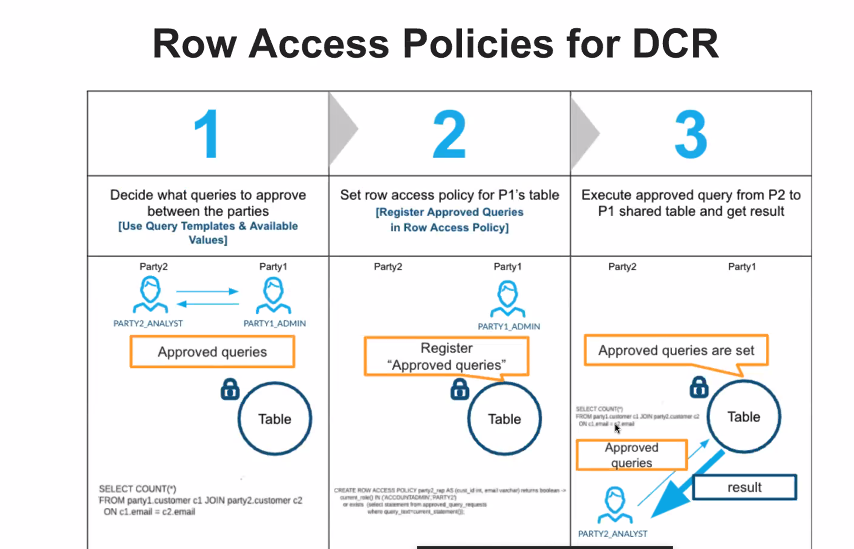 Row Access Policies for DCR
1
2
3
Decide what queries to approve
between the parties
[Use Query Templates & Available
Values]
Set row access policy for P1's table
[Register Approved Queries
in Row Access Policy]
Execute approved query from P2 to
P1 shared table and get result
Party2
Party1
PARTY2_ANALYST
PARTY1_ADMIN
Approved queries
Table
SELECT COUNT(*)
FROM party1.customer c1 JOIN party2.customer c2
ON c1.email = c2.email
Party2
Party1
PARTY1_ADMIN
Register
“Approved queries”
Table
CREATE ROW ACCESS POLICY party2_rap AS (cust_id int, email varchar) returns boolean ->
current_role() IN ('ACCOUNTADMIN', 'PARTY2')
or exists (select statement from approved_query_requests
where query_text=current_statement());
Party2
Party1
Approved queries are set
Table
SELECT COUNT(*)
FROM party1.customer c1 JOIN party2.customer c2
ON c1.email = c2.email
Approved
queries
result
PARTY2_ANALYST